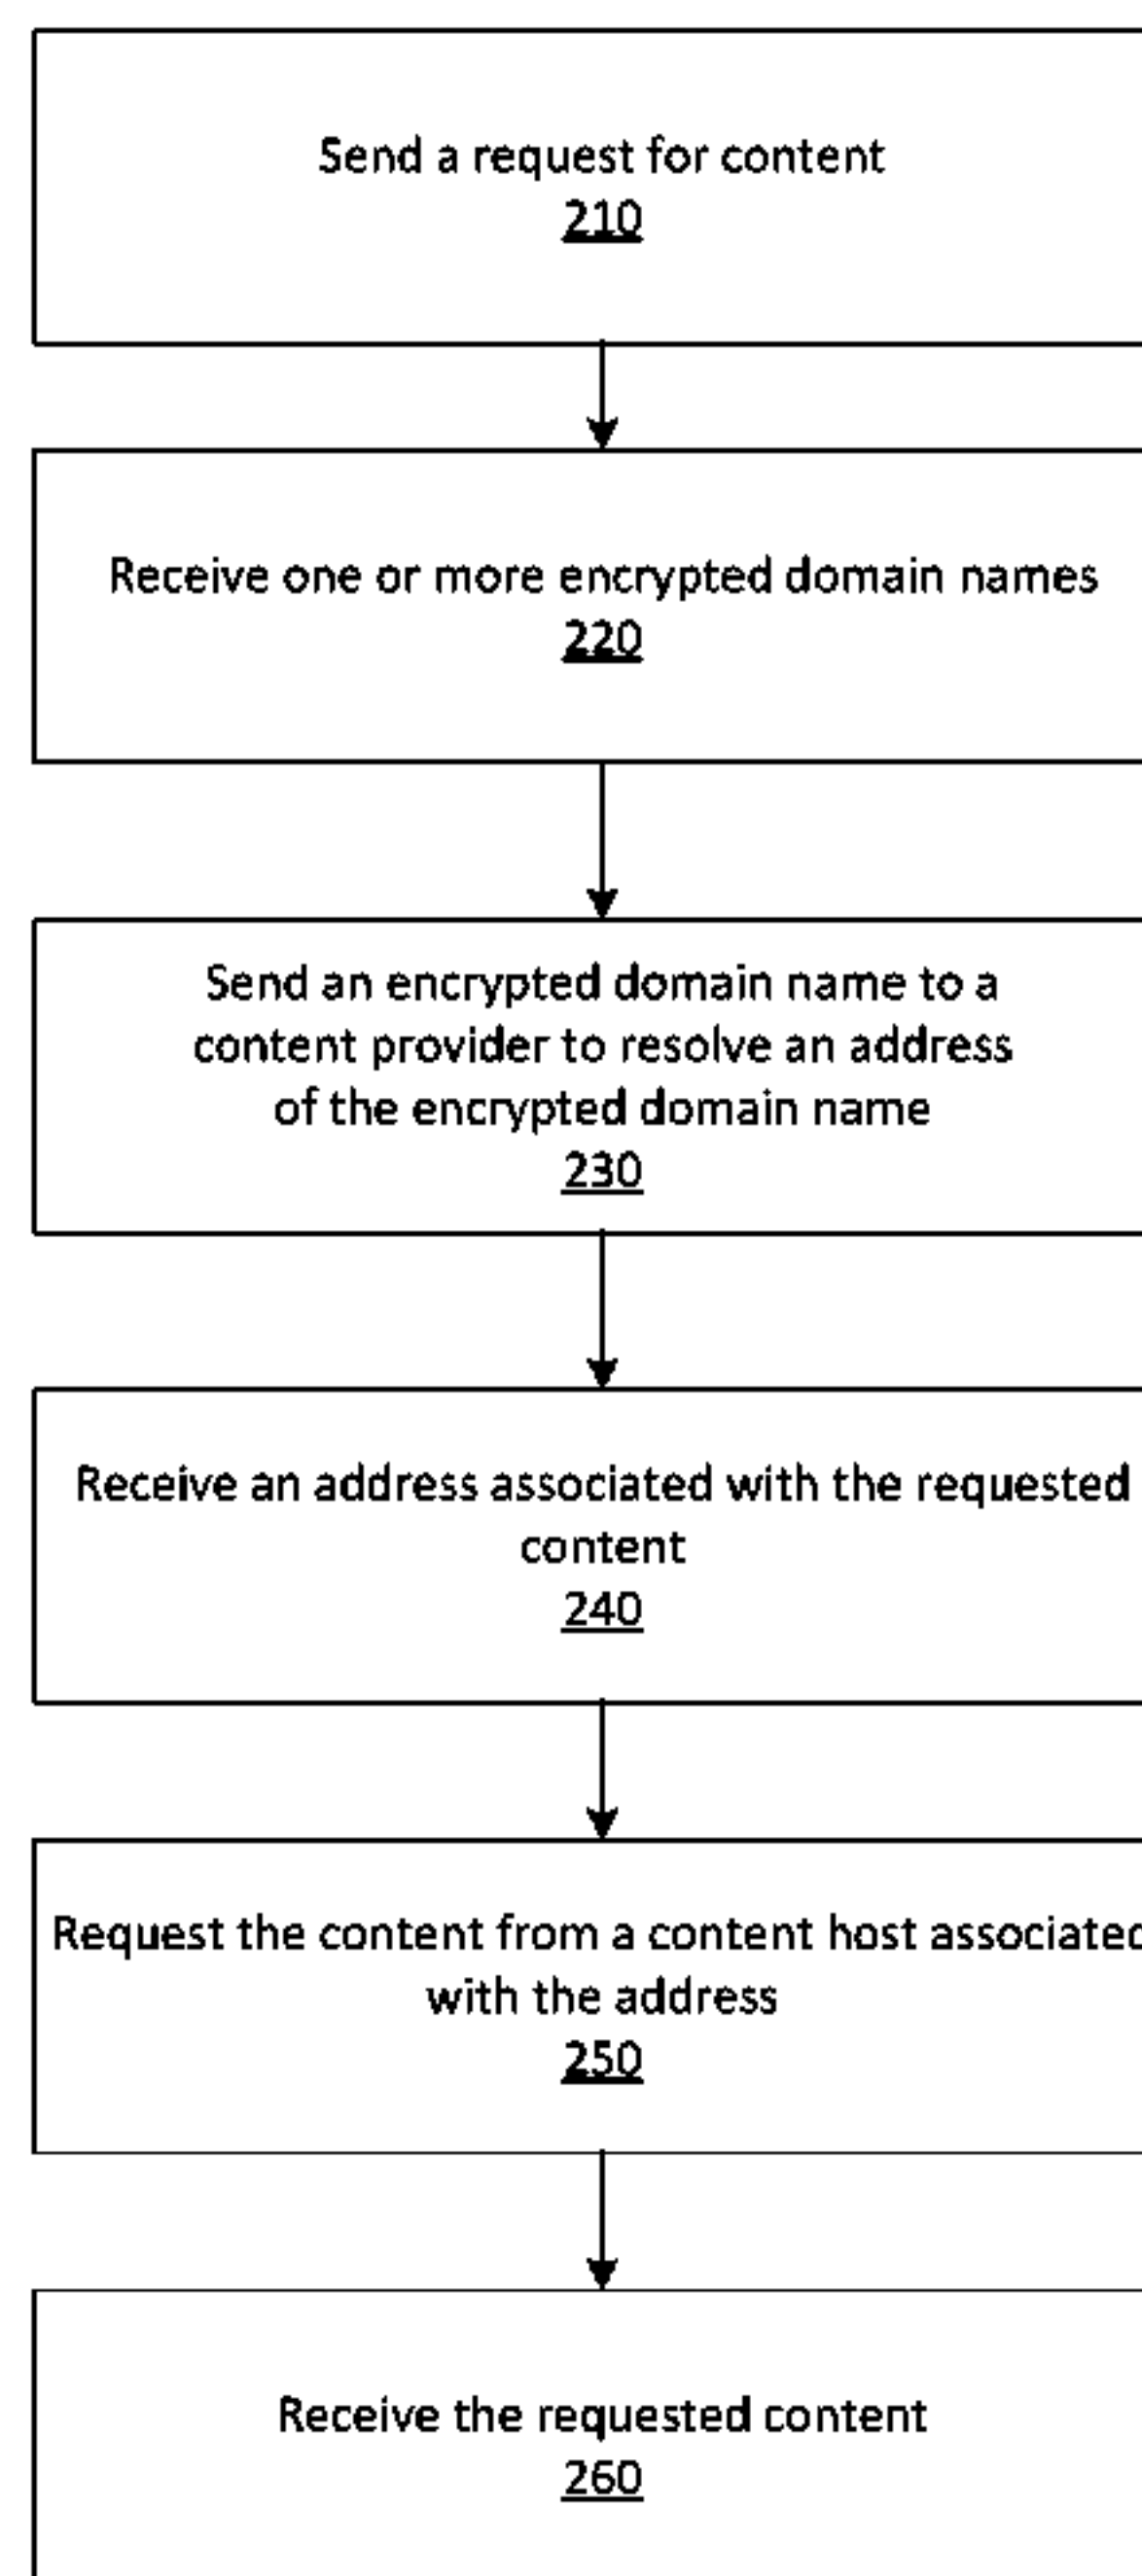 Send a request for content
210
Receive one or more encrypted domain names
220
Send an encrypted domain name to a
content provider to resolve an address
of the encrypted domain name
230
Receive an address associated with the requested
content
240
Request the content from a content host associated
with the address
250
Receive the requested content
260